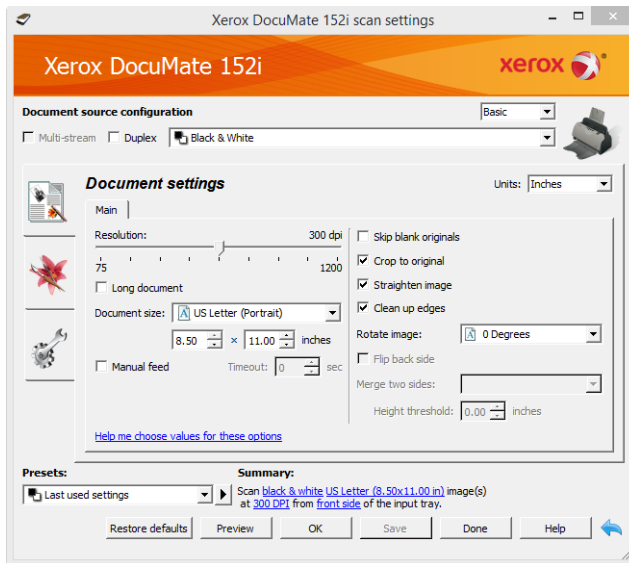 Xerox DocuMate 152i scan settings
Xerox DocuMate 152i
xerox
Document source configuration
Basic
Multi-stream Duplex Black & White
Document settings
Units: Inches
Main
Resolution: 300 dpi
75 1200
Long document
Document size: US Letter (Portrait)
8.50 × 11.00 inches
Manual feed Timeout: 0 sec
Help me choose values for these options
Skip blank originals
Crop to original
Straighten image
Clean up edges
Rotate image: 0 Degrees
Flip back side
Merge two sides:
Height threshold: 0.00 inches
Presets:
Last used settings
Summary:
Scan black & white US Letter (8.50x11.00 in) image(s)
at 300 DPI from front side of the input tray.
Restore defaults Preview OK Save Done Help